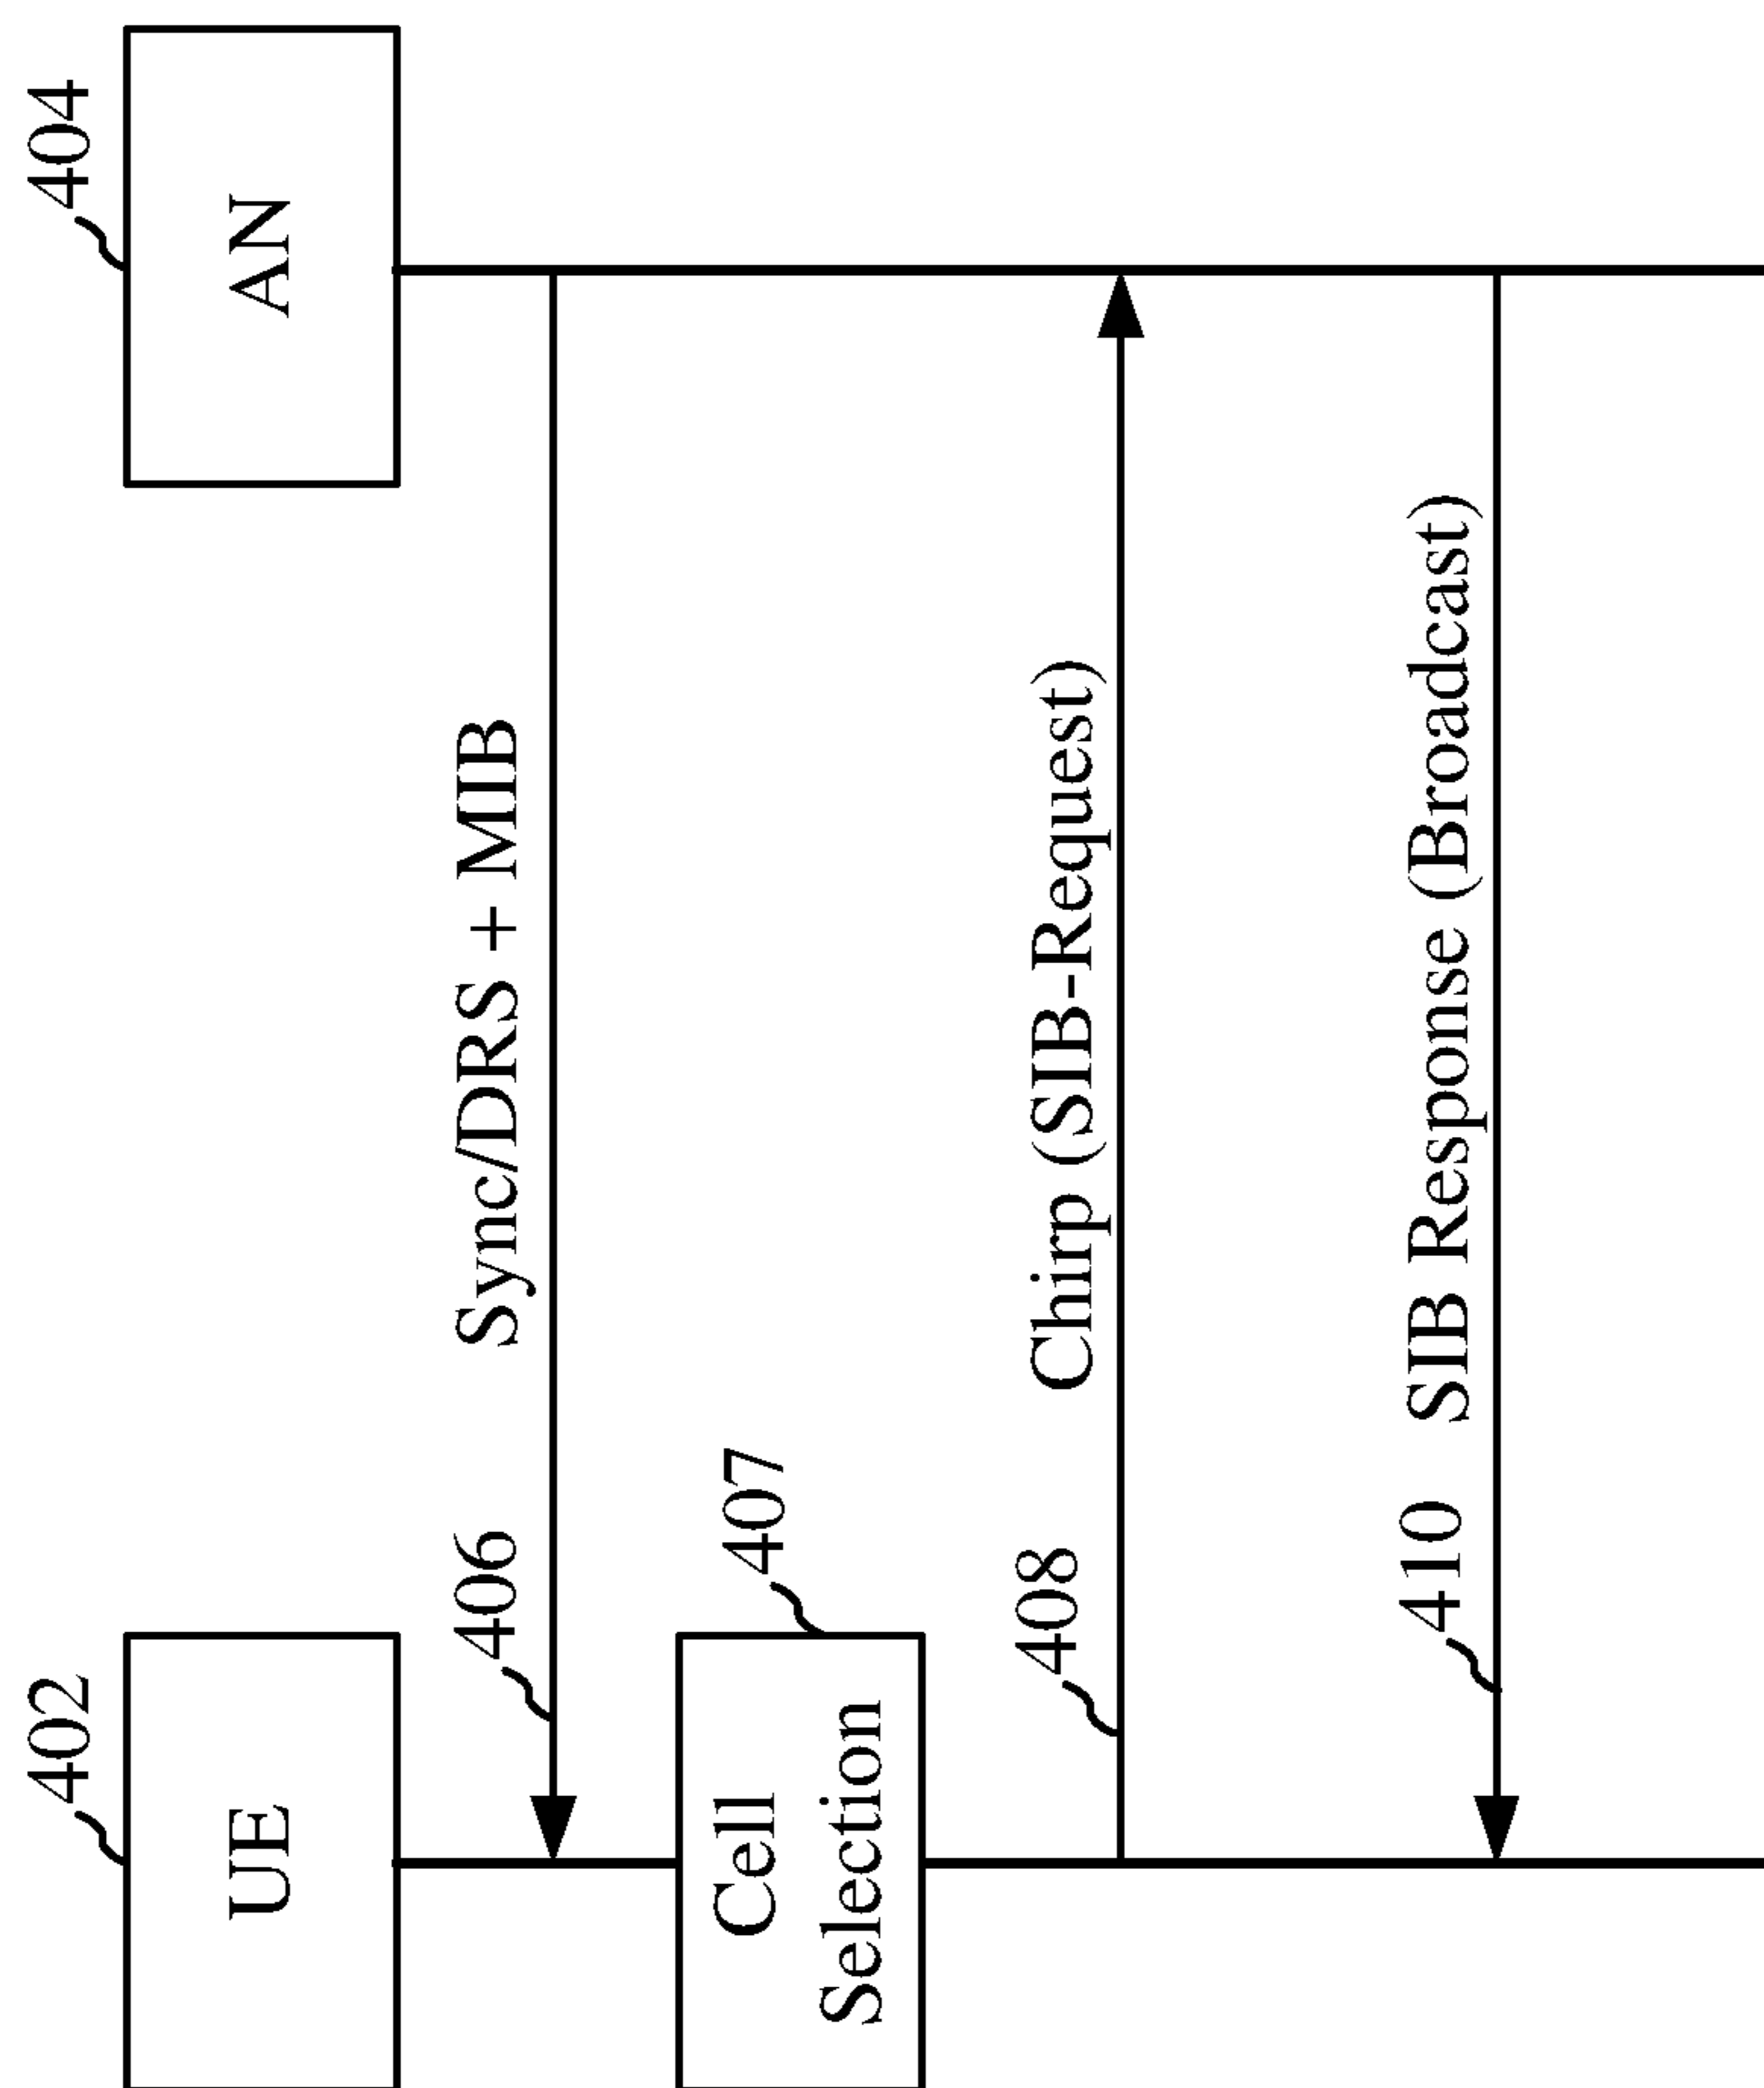 402
UE
404
AN
406
Sync/DRS + MIB
407
Cell
Selection
408
Chirp (SIB-Request)
410
SIB Response (Broadcast)